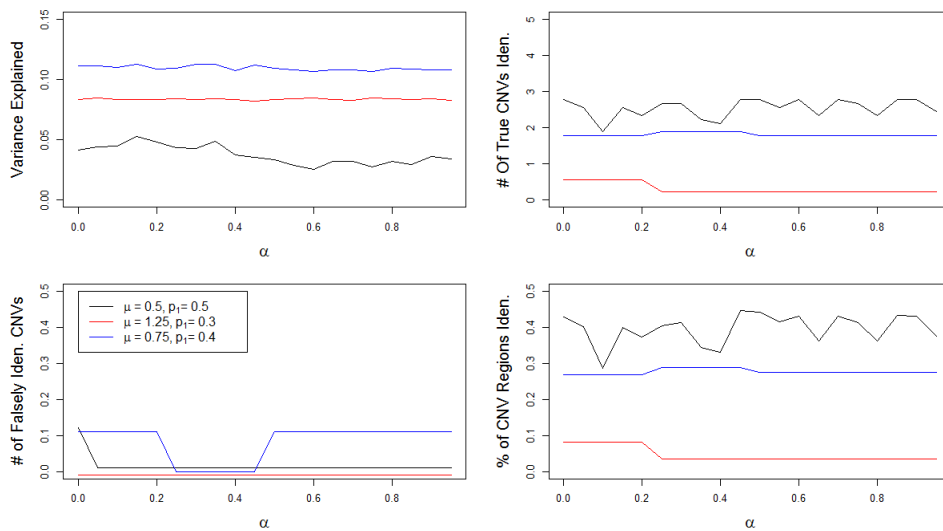 Variance Explained
0.15
0.10
0.05
0.00
0.0 0.2 0.4 0.6 0.8
α
# Of True CNVs Iden.
5
4
3
2
1
0
0.0 0.2 0.4 0.6 0.8
α
# of Falsely Iden. CNVs
0.5
0.4
0.3
0.2
0.1
0.0
μ = 0.5, p1= 0.5
μ = 1.25, p1= 0.3
μ = 0.75, p1= 0.4
0.0 0.2 0.4 0.6 0.8
α
% of CNV Regions Iden.
0.5
0.4
0.3
0.2
0.1
0.0
0.0 0.2 0.4 0.6 0.8
α